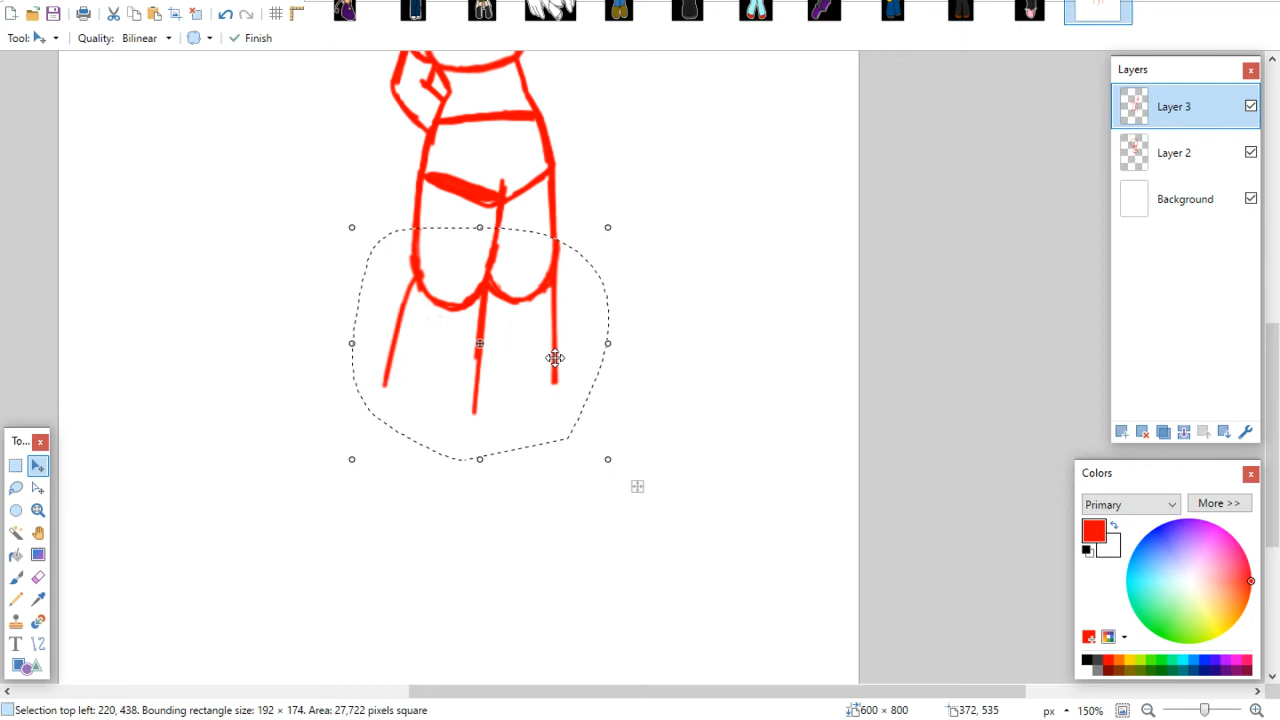 Tool:
Quality: Bilinear
Finish
Layers
Layer 3
Layer 2
Background
To...
Colors
Primary
More >>
Selection top left: 220, 438. Bounding rectangle size: 192 × 174. Area: 27,722 pixels square
600 × 800
372, 535
px
150%